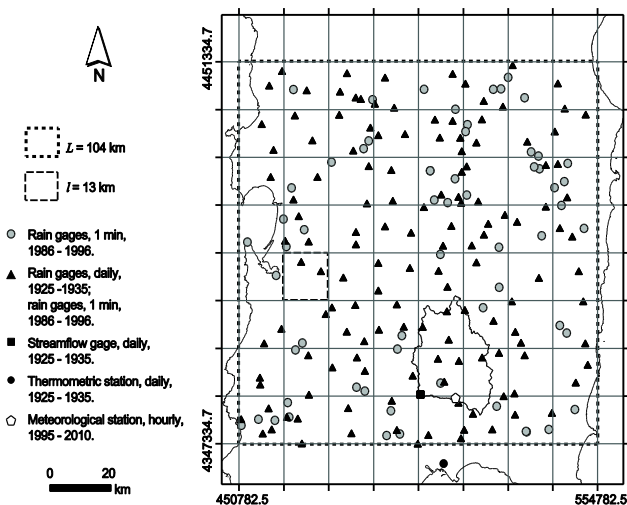 4451334.7
N
L = 104 km
l = 13 km
Rain gages, 1 min,
1986 - 1996.
Rain gages, daily,
1925 -1935;
rain gages, 1 min,
1986 - 1996.
Streamflow gage, daily,
1925 - 1935.
Thermometric station, daily,
1925 - 1935.
Meteorological station, hourly,
1995 - 2010.
4347334.7
0 20
km
450782.5 554782.5